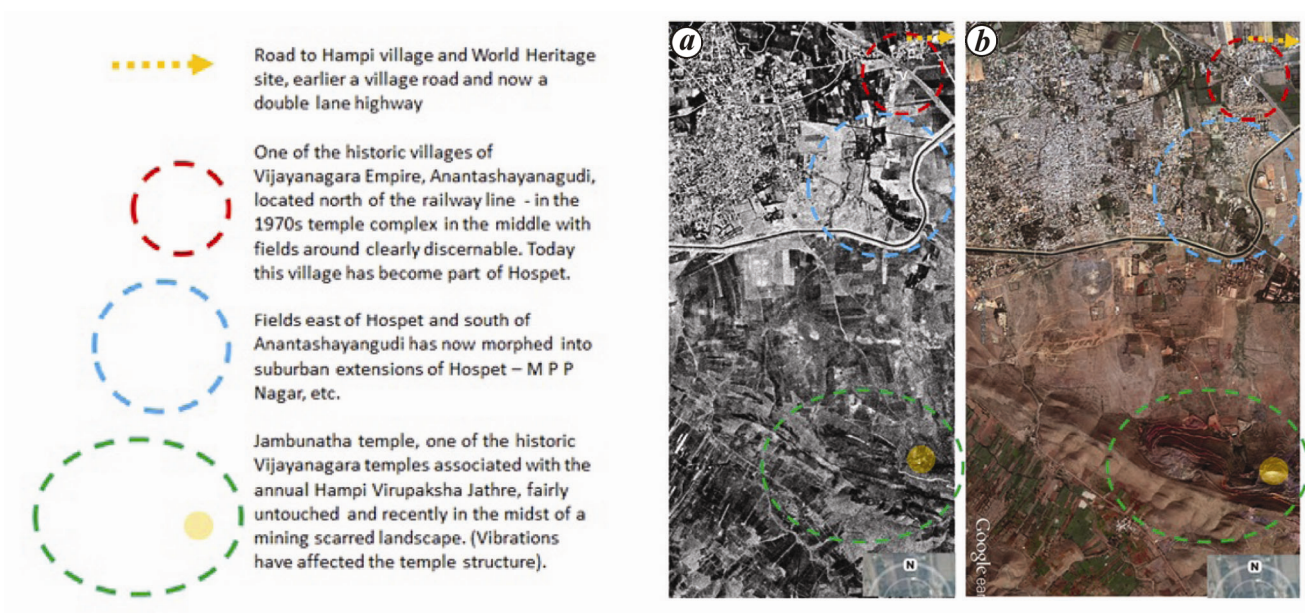 Road to Hampi village and World Heritage
site, earlier a village road and now a
double lane highway
One of the historic villages of
Vijayanagara Empire, Anantashayanagudi,
located north of the railway line - in the
1970s temple complex in the middle with
fields around clearly discernable. Today
this village has become part of Hospet.
Fields east of Hospet and south of
Anantashayangudi has now morphed into
suburban extensions of Hospet – M P P
Nagar, etc.
Jambunatha temple, one of the historic
Vijayanagara temples associated with the
annual Hampi Virupaksha Jathre, fairly
untouched and recently in the midst of a
mining scarred landscape. (Vibrations
have affected the temple structure).
a
V
N
b
V
Google ea
N